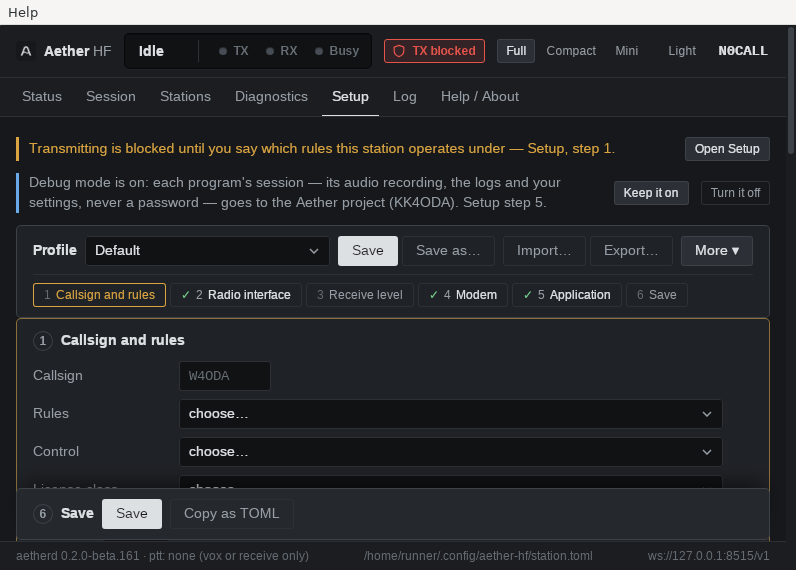 Help
Aether HF
Idle
TX
RX
Busy
TX blocked
Full
Compact
Mini
Light
N0CALL
Status
Session
Stations
Diagnostics
Setup
Log
Help / About
Transmitting is blocked until you say which rules this station operates under — Setup, step 1.
Open Setup
Debug mode is on: each program's session — its audio recording, the logs and your
settings, never a password — goes to the Aether project (KK4ODA). Setup step 5.
Keep it on
Turn it off
Profile
Default
Save
Save as…
Import…
Export…
More ▾
1 Callsign and rules
✓ 2 Radio interface
3 Receive level
✓ 4 Modem
✓ 5 Application
6 Save
1 Callsign and rules
Callsign
W4ODA
Rules
choose…
Control
choose…
6 Save
Save
Copy as TOML
aetherd 0.2.0-beta.161 · ptt: none (vox or receive only)
/home/runner/.config/aether-hf/station.toml
ws://127.0.0.1:8515/v1